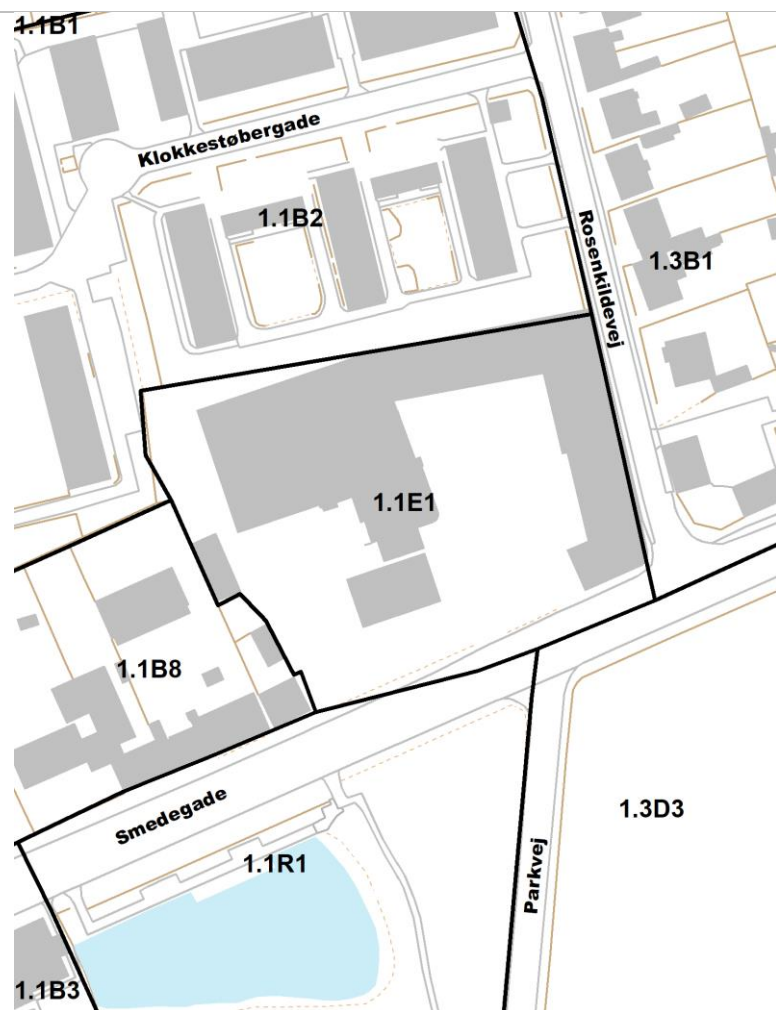 1.1B1
Klokkestøbergade
1.1B2
Rosenkildevej
1.3B1
1.1E1
1.1B8
Smedegade
1.3D3
1.1R1
Parkvej
1.1B3